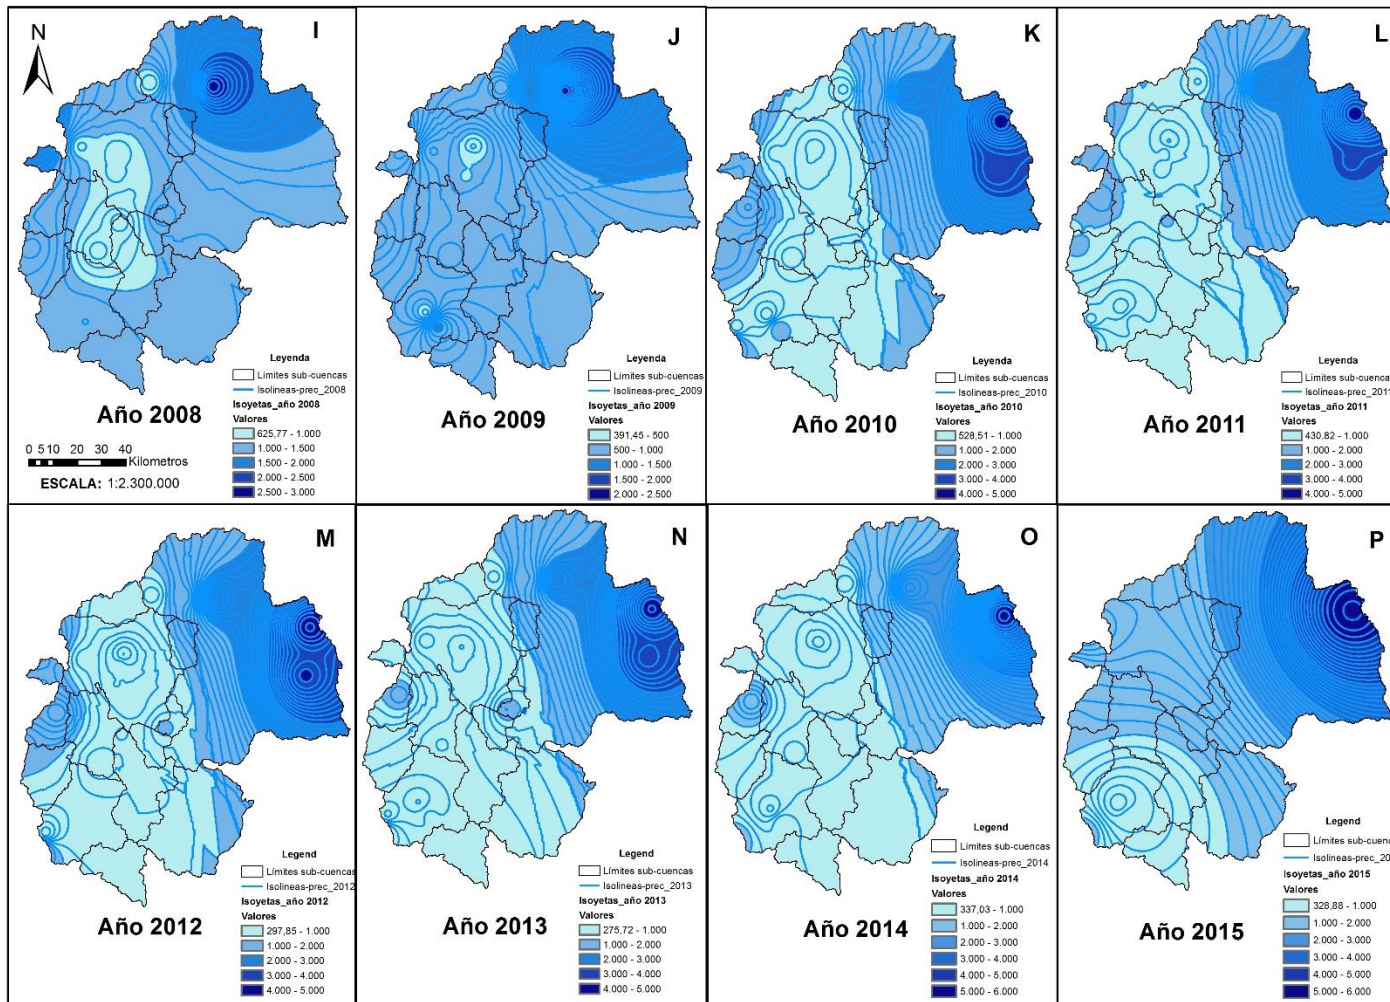 N
I
Leyenda
Límites sub-cuencas
Isolineas-prec_2008
Isoyetas_año 2008
Valores
625,77 - 1.000
1.000 - 1.500
1.500 - 2.000
2.000 - 2.500
2.500 - 3.000
Año 2008
0 5 10 20 30 40
Kilometros
ESCALA: 1:2.300.000
J
Leyenda
Límites sub-cuencas
Isolineas-prec_2009
Isoyetas_año 2009
Valores
391,45 - 500
500 - 1.000
1.000 - 1.500
1.500 - 2.000
2.000 - 2.500
Año 2009
K
Leyenda
Límites sub-cuencas
Isolineas-prec_2010
Isoyetas_año 2010
Valores
528,51 - 1.000
1.000 - 2.000
2.000 - 3.000
3.000 - 4.000
4.000 - 5.000
Año 2010
L
Leyenda
Límites sub-cuencas
Isolineas-prec_2011
Isoyetas_año 2011
Valores
430,82 - 1.000
1.000 - 2.000
2.000 - 3.000
3.000 - 4.000
4.000 - 5.000
Año 2011
M
Legend
Límites sub-cuencas
Isolineas-prec_2012
Isoyetas_año 2012
Valores
297,85 - 1.000
1.000 - 2.000
2.000 - 3.000
3.000 - 4.000
4.000 - 5.000
Año 2012
N
Legend
Límites sub-cuencas
Isolineas-prec_2013
Isoyetas_año 2013
Valores
275,72 - 1.000
1.000 - 2.000
2.000 - 3.000
3.000 - 4.000
4.000 - 5.000
Año 2013
O
Legend
Límites sub-cuencas
Isolineas-prec_2014
Isoyetas_año 2014
Valores
337,03 - 1.000
1.000 - 2.000
2.000 - 3.000
3.000 - 4.000
4.000 - 5.000
5.000 - 6.000
Año 2014
P
Legend
Límites sub-cuencas
Isolineas-prec_20
Isoyetas_año 2015
Valores
328,88 - 1.000
1.000 - 2.000
2.000 - 3.000
3.000 - 4.000
4.000 - 5.000
5.000 - 6.000
Año 2015